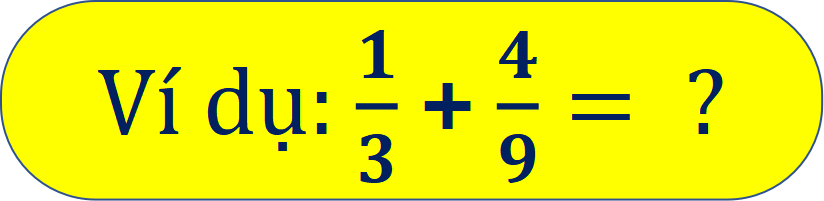 Ví dụ: 1/3 + 4/9 = ?